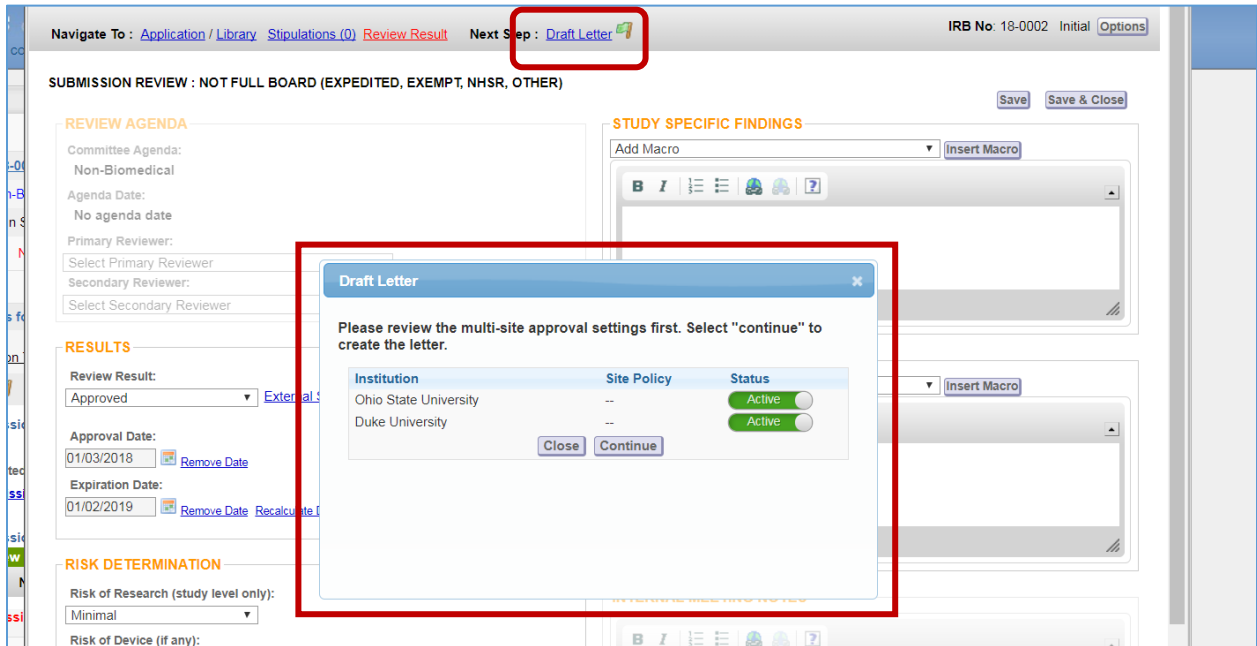 Navigate To : Application / Library Stipulations (0) Review Result Next Step : Draft Letter
IRB No: 18-0002 Initial Options
SUBMISSION REVIEW : NOT FULL BOARD (EXPEDITED, EXEMPT, NHSR, OTHER)
Save Save & Close
REVIEW AGENDA
Committee Agenda:
Non-Biomedical
Agenda Date:
No agenda date
Primary Reviewer:
Select Primary Reviewer
Secondary Reviewer:
Select Secondary Reviewer
STUDY SPECIFIC FINDINGS
Add Macro Insert Macro
B I
Draft Letter
Please review the multi-site approval settings first. Select "continue" to
create the letter.
Institution Site Policy Status
Ohio State University -- Active
Duke University -- Active
Close Continue
RESULTS
Review Result:
Approved
Approval Date:
01/03/2018 Remove Date
Expiration Date:
01/02/2019 Remove Date Recalculate
Insert Macro
RISK DETERMINATION
Risk of Research (study level only):
Minimal
Risk of Device (if any):
INTERNAL MEETING NOTES
B I